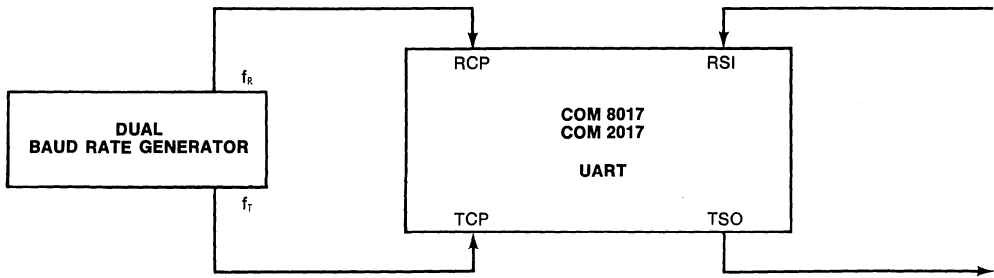 RCP
RSI
f_R
DUAL
BAUD RATE GENERATOR
COM 8017
COM 2017
UART
f_T
TCP
TSO